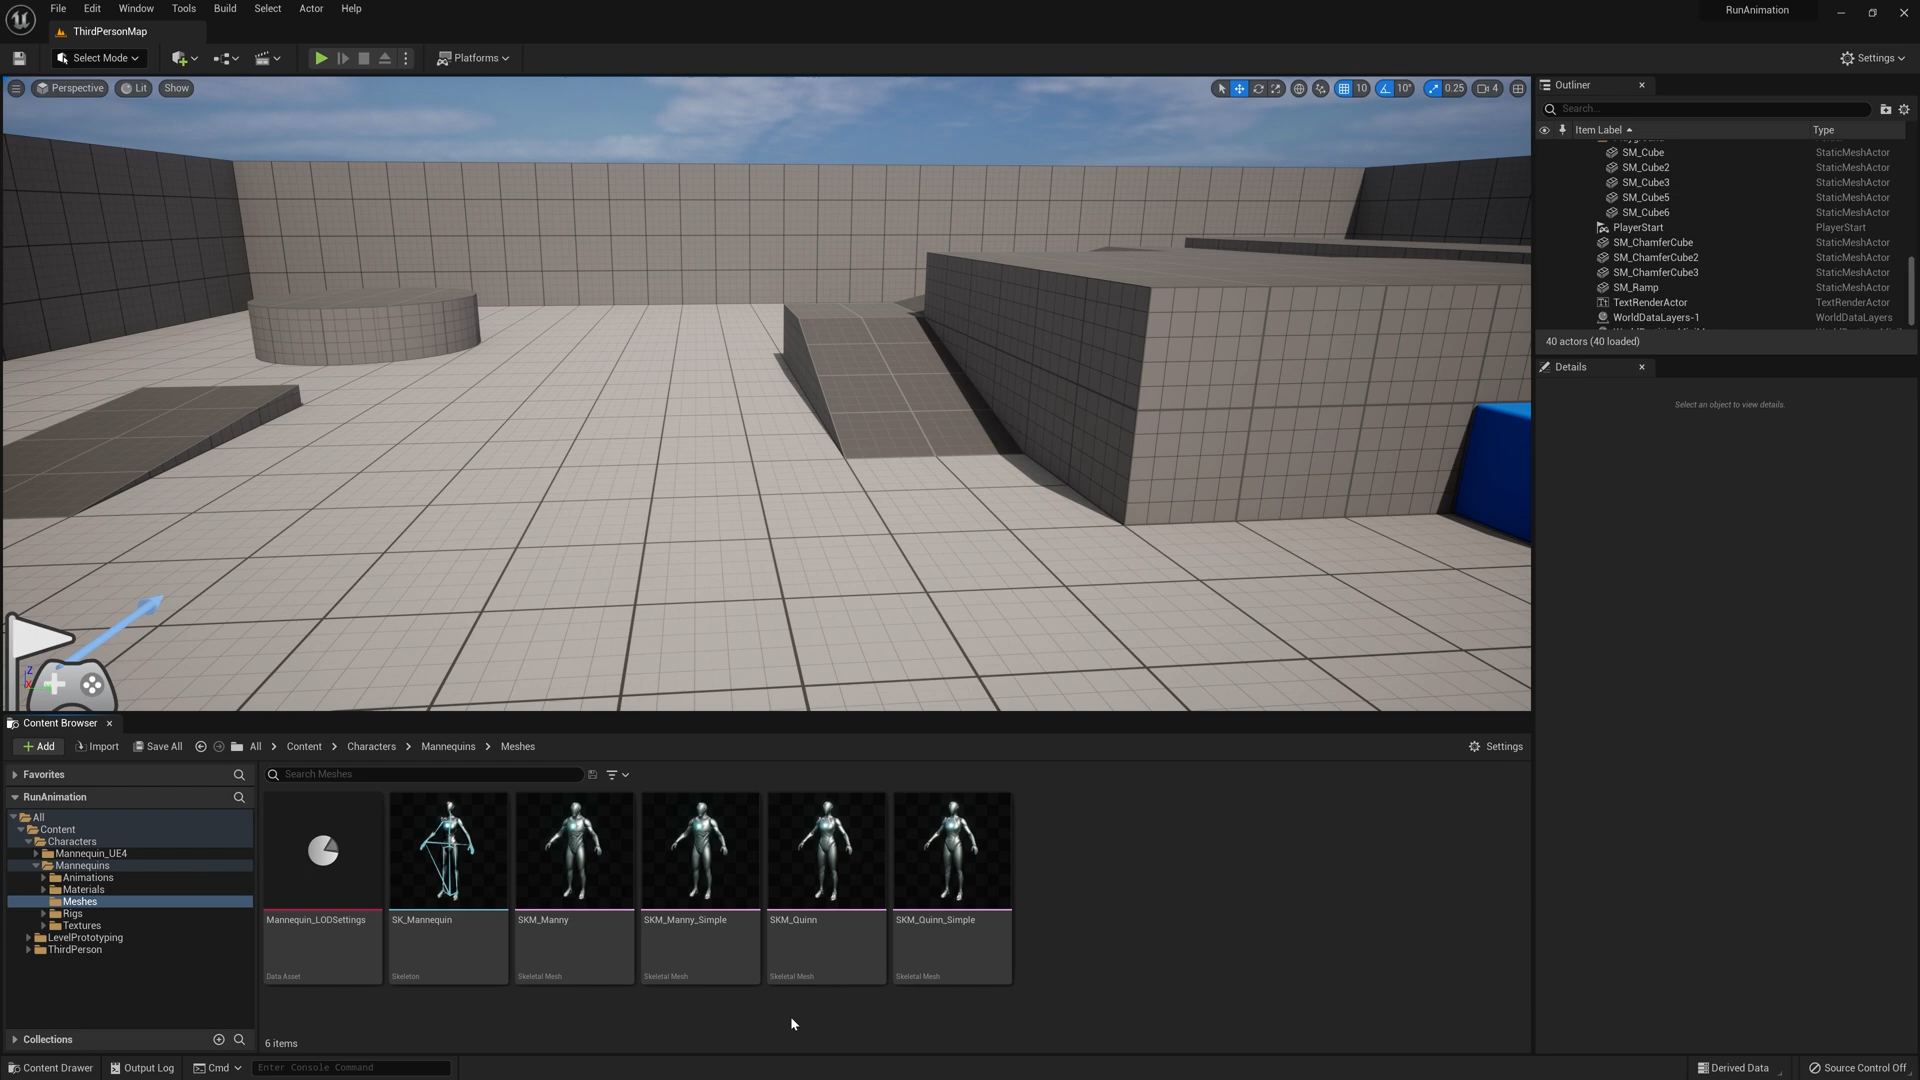 File Edit Window Tools Build Select Actor Help
RunAnimation
ThirdPersonMap
Select Mode
Platforms
Settings
Perspective
Lit
Show
10
10°
0.25
4
Outliner
Search...
Item Label
Type
SM_Cube StaticMeshActor
SM_Cube2 StaticMeshActor
SM_Cube3 StaticMeshActor
SM_Cube5 StaticMeshActor
SM_Cube6 StaticMeshActor
PlayerStart PlayerStart
SM_ChamferCube StaticMeshActor
SM_ChamferCube2 StaticMeshActor
SM_ChamferCube3 StaticMeshActor
SM_Ramp StaticMeshActor
TextRenderActor TextRenderActor
WorldDataLayers-1 WorldDataLayers
40 actors (40 loaded)
Details
Select an object to view details.
Z
Content Browser
Add
Import
Save All
All
Content
Characters
Mannequins
Meshes
Settings
Favorites
RunAnimation
All
Content
Characters
Mannequin_UE4
Mannequins
Animations
Materials
Meshes
Rigs
Textures
LevelPrototyping
ThirdPerson
Collections
Search Meshes
Mannequin_LODSettings
Data Asset
SK_Mannequin
Skeleton
SKM_Manny
Skeletal Mesh
SKM_Manny_Simple
Skeletal Mesh
SKM_Quinn
Skeletal Mesh
SKM_Quinn_Simple
Skeletal Mesh
6 items
Content Drawer
Output Log
Cmd
Enter Console Command
Derived Data
Source Control Off